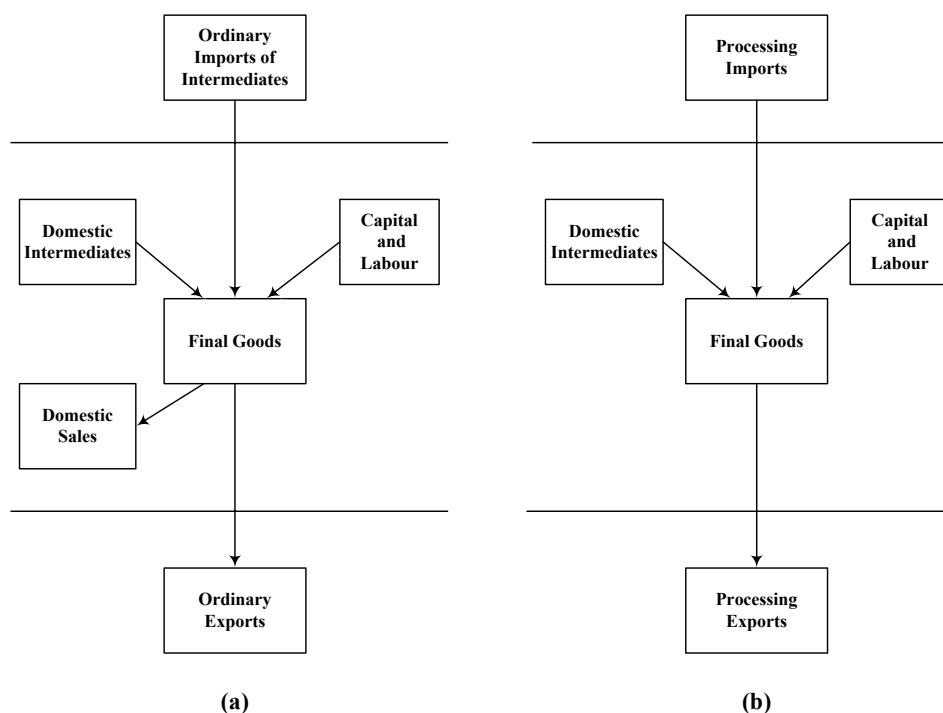 Ordinary
Imports of
Intermediates
Domestic
Intermediates
Capital
and
Labour
Final Goods
Domestic
Sales
Ordinary
Exports
(a)
Processing
Imports
Domestic
Intermediates
Capital
and
Labour
Final Goods
Processing
Exports
(b)